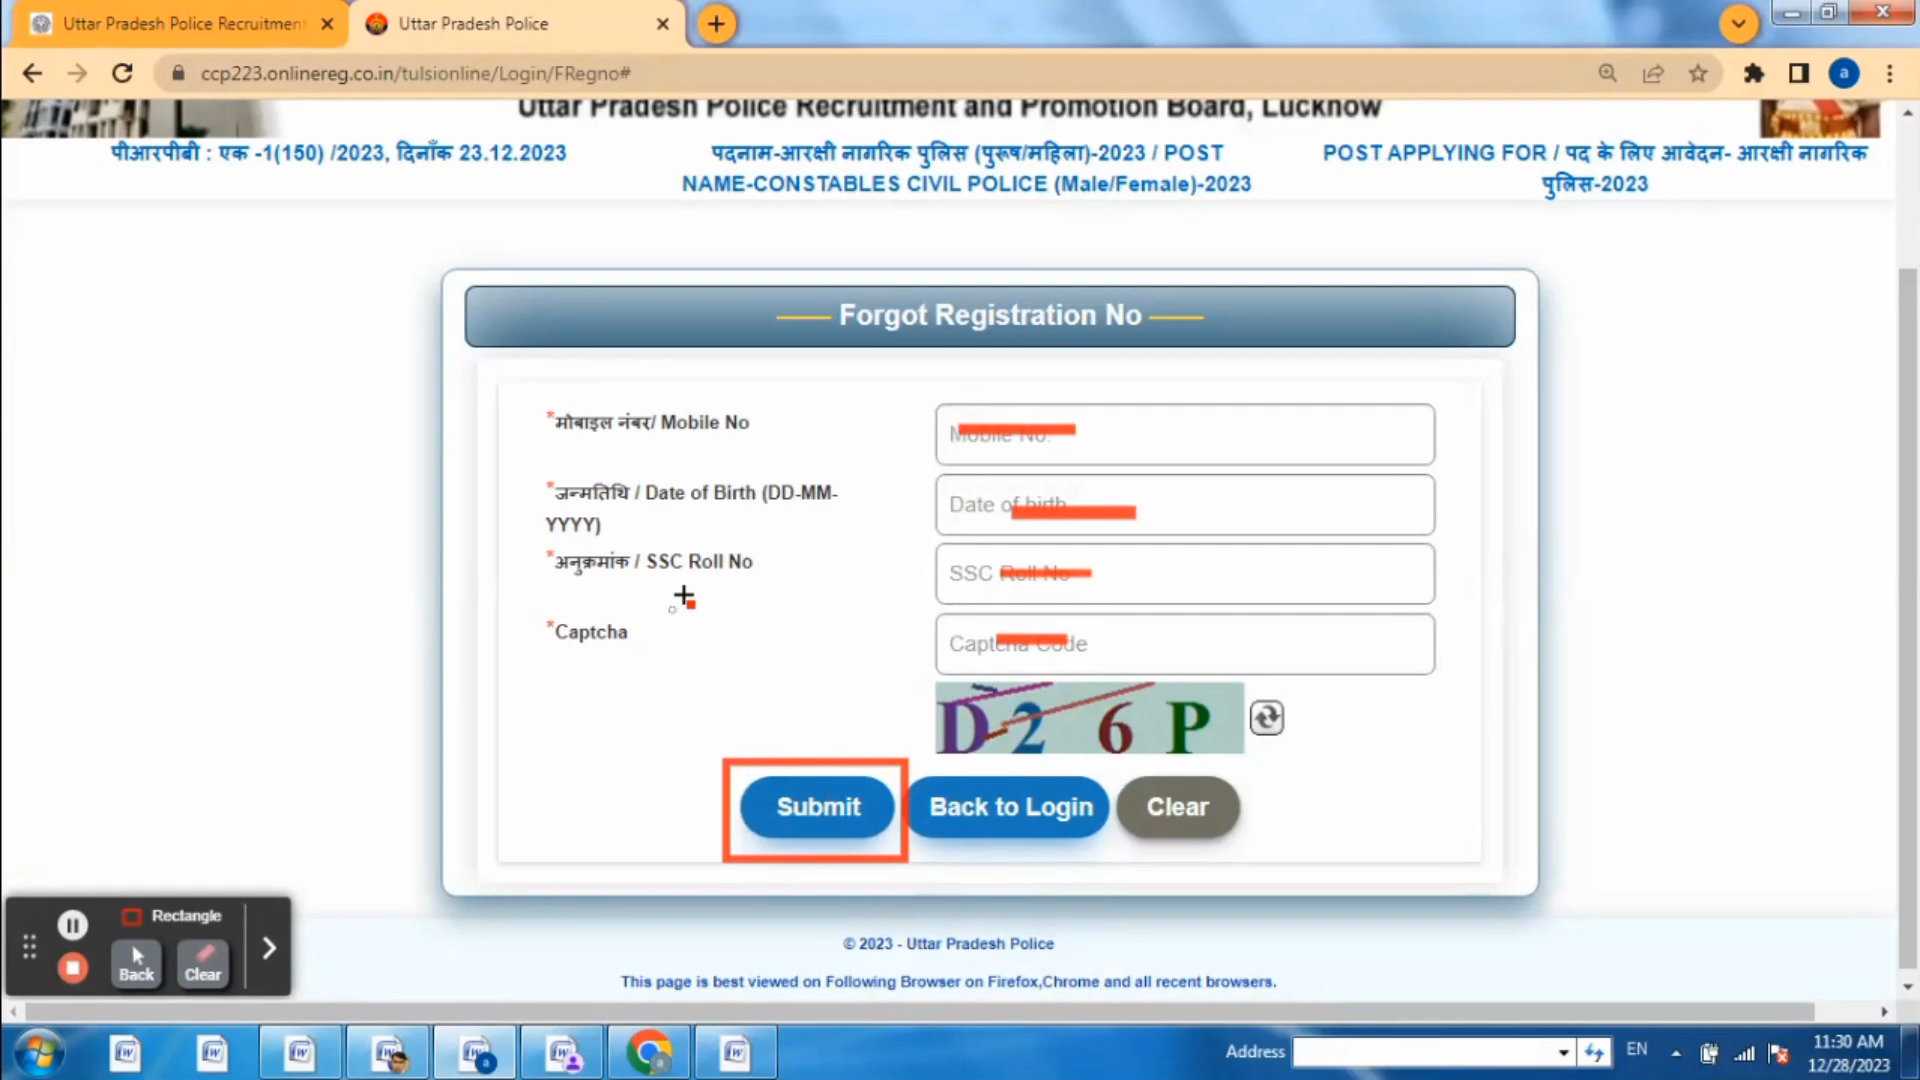 Uttar Pradesh Police Recruitment
Uttar Pradesh Police
ccp223.onlinereg.co.in/tulsionline/Login/FRegno#
a
Uttar Pradesh Police Recruitment and Promotion Board, Lucknow
पीआरपीबी : एक -1(150) /2023, दिनाँक 23.12.2023
पदनाम-आरक्षी नागरिक पुलिस (पुरूष/महिला)-2023 / POST
NAME-CONSTABLES CIVIL POLICE (Male/Female)-2023
POST APPLYING FOR / पद के लिए आवेदन- आरक्षी नागरिक
पुलिस-2023
Forgot Registration No
*मोबाइल नंबर/ Mobile No
Mobile No.
*जन्मतिथि / Date of Birth (DD-MM-
YYYY)
Date of birth
*अनुक्रमांक / SSC Roll No
SSC Roll No
*Captcha
Captcha Code
D 2 6 P
Submit
Back to Login
Clear
Rectangle
Back
Clear
© 2023 - Uttar Pradesh Police
This page is best viewed on Following Browser on Firefox,Chrome and all recent browsers.
Address
EN
11:30 AM
12/28/2023